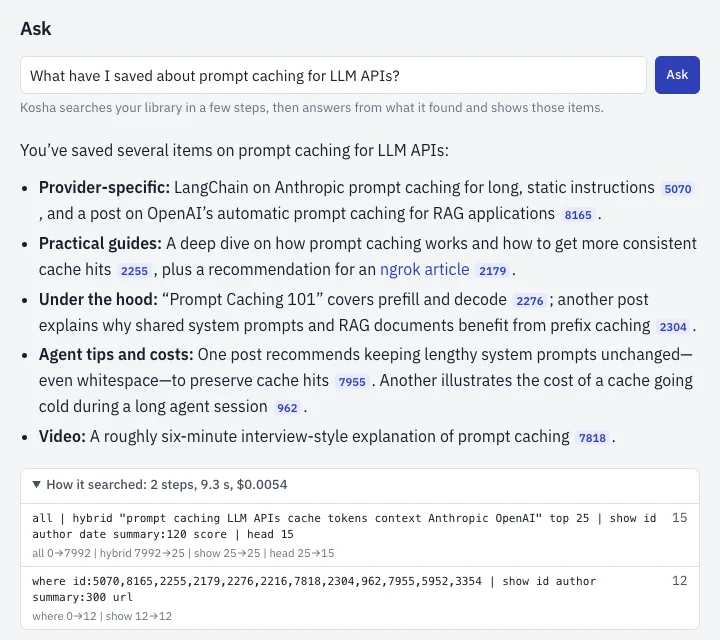 Ask
What have I saved about prompt caching for LLM APIs?
Ask
Kosha searches your library in a few steps, then answers from what it found and shows those items.
You’ve saved several items on prompt caching for LLM APIs:
• Provider-specific: LangChain on Anthropic prompt caching for long, static instructions 5070
, and a post on OpenAI’s automatic prompt caching for RAG applications 8165 .
• Practical guides: A deep dive on how prompt caching works and how to get more consistent
cache hits 2255 , plus a recommendation for an ngrok article 2179 .
• Under the hood: “Prompt Caching 101” covers prefill and decode 2276 ; another post
explains why shared system prompts and RAG documents benefit from prefix caching 2304 .
• Agent tips and costs: One post recommends keeping lengthy system prompts unchanged—
even whitespace—to preserve cache hits 7955 . Another illustrates the cost of a cache going
cold during a long agent session 962 .
• Video: A roughly six-minute interview-style explanation of prompt caching 7818 .
▼ How it searched: 2 steps, 9.3 s, $0.0054
all | hybrid "prompt caching LLM APIs cache tokens context Anthropic OpenAI" top 25 | show id 15
author date summary:120 score | head 15
all 0→7992 | hybrid 7992→25 | show 25→25 | head 25→15
where id:5070,8165,2255,2179,2276,2216,7818,2304,962,7955,5952,3354 | show id author 12
summary:300 url
where 0→12 | show 12→12